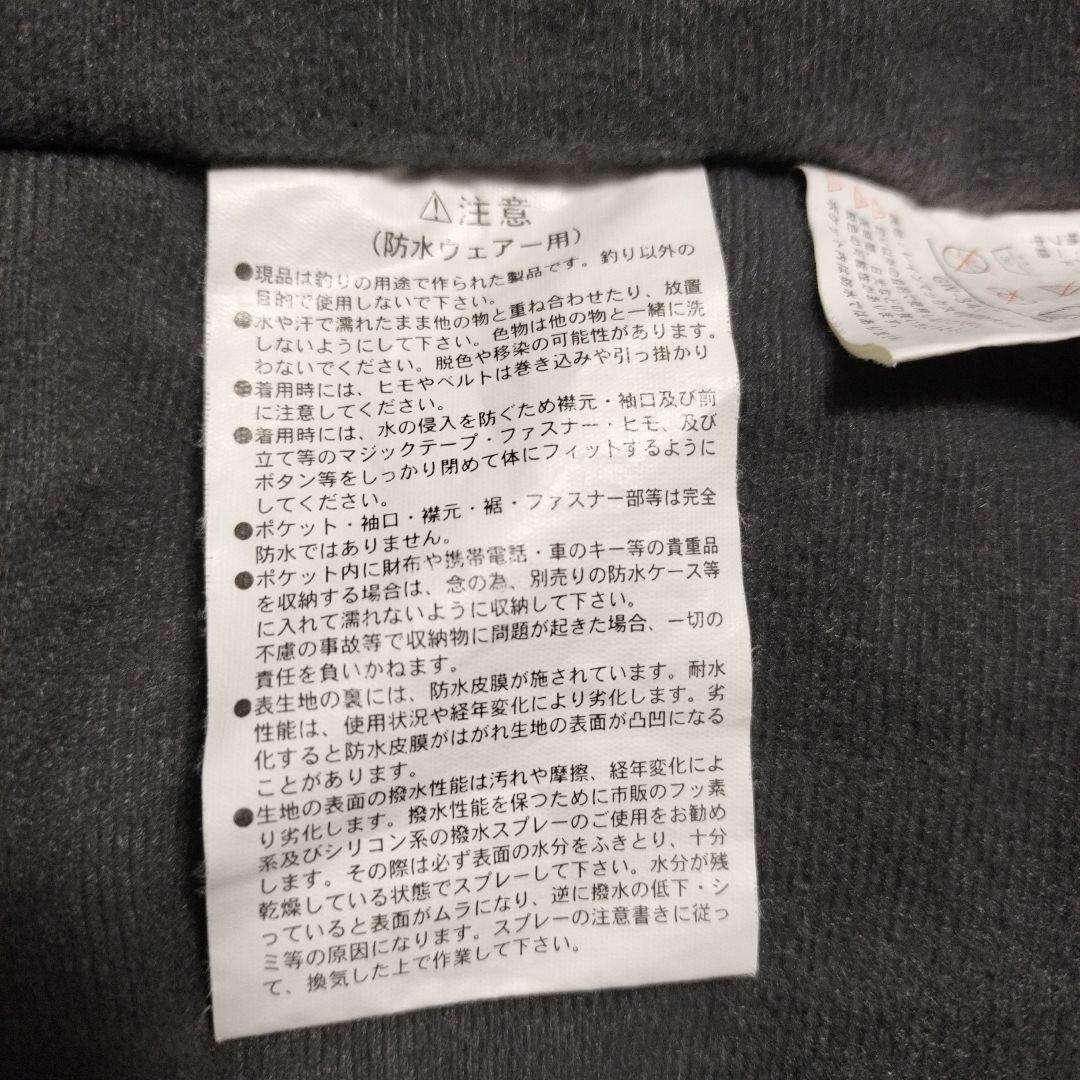 ⚠注意
(防水ウェアー用)
●現品は釣りの用途で作られた製品です。釣り以外の
目的で使用しないで下さい。
●水や汗で濡れたまま他の物と重ね合わせたり、放置
しないようにして下さい。色物は他の物と一緒に洗
わないでください。脱色や移染の可能性があります。
●着用時には、ヒモやベルトは巻き込みや引っ掛かり
に注意してください。
●着用時には、水の侵入を防ぐため襟元・袖口及び前
立て等のマジックテープ・ファスナー・ヒモ、及び
ボタン等をしっかり閉めて体にフィットするように
してください。
●ポケット・袖口・襟元・裾・ファスナー部等は完全
防水ではありません。
●ポケット内に財布や携帯電話・車のキー等の貴重品
を収納する場合は、念の為、別売りの防水ケース等
に入れて濡れないように収納して下さい。
不慮の事故等で収納物に問題が起きた場合、一切の
責任を負いかねます。
●表生地の裏には、防水皮膜が施されています。耐水
性能は、使用状況や経年変化により劣化します。劣
化すると防水皮膜がはがれ生地の表面が凸凹になる
ことがあります。
●生地の表面の撥水性能は汚れや摩擦、経年変化によ
り劣化します。撥水性能を保つために市販のフッ素
系及びシリコン系の撥水スプレーのご使用をお勧め
します。その際は必ず表面の水分をふきとり、十分
乾燥している状態でスプレーして下さい。水分が残
っていると表面がムラになり、逆に撥水の低下・シ
ミ等の原因になります。スプレーの注意書きに従っ
て、換気した上で作業して下さい。